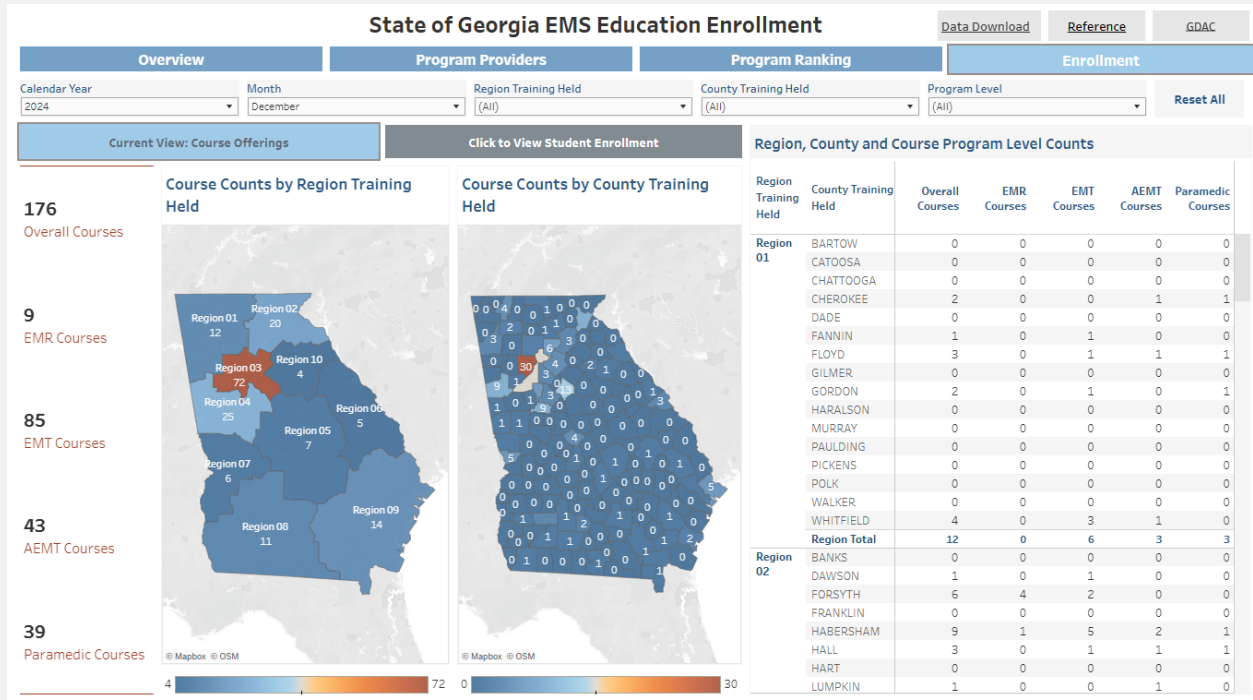 State of Georgia EMS Education Enrollment
Data Download
Reference
GDAC
Overview
Program Providers
Program Ranking
Enrollment
Calendar Year
2024
Month
December
Region Training Held
(All)
County Training Held
(All)
Program Level
(All)
Reset All
Current View: Course Offerings
Click to View Student Enrollment
176
Overall Courses
9
EMR Courses
85
EMT Courses
43
AEMT Courses
39
Paramedic Courses
Course Counts by Region Training
Held
Region 01
12
Region 02
20
Region 03
72
Region 10
4
Region 04
25
Region 06
5
Region 05
7
Region 07
6
Region 09
14
Region 08
11
© Mapbox © OSM
4 72
Course Counts by County Training
Held
30
13
© Mapbox © OSM
0 30
Region, County and Course Program Level Counts
Region
Training
Held
County Training
Held
Overall
Courses
EMR
Courses
EMT
Courses
AEMT
Courses
Paramedic
Courses
Region
01
BARTOW 0 0 0 0 0
CATOOSA 0 0 0 0 0
CHATTOOGA 0 0 0 0 0
CHEROKEE 2 0 0 1 1
DADE 0 0 0 0 0
FANNIN 1 0 1 0 0
FLOYD 3 0 1 1 1
GILMER 0 0 0 0 0
GORDON 2 0 1 0 1
HARALSON 0 0 0 0 0
MURRAY 0 0 0 0 0
PAULDING 0 0 0 0 0
PICKENS 0 0 0 0 0
POLK 0 0 0 0 0
WALKER 0 0 0 0 0
WHITFIELD 4 0 3 1 0
Region Total 12 0 6 3 3
Region
02
BANKS 0 0 0 0 0
DAWSON 1 0 1 0 0
FORSYTH 6 4 2 0 0
FRANKLIN 0 0 0 0 0
HABERSHAM 9 1 5 2 1
HALL 3 0 1 1 1
HART 0 0 0 0 0
LUMPKIN 1 0 0 1 0